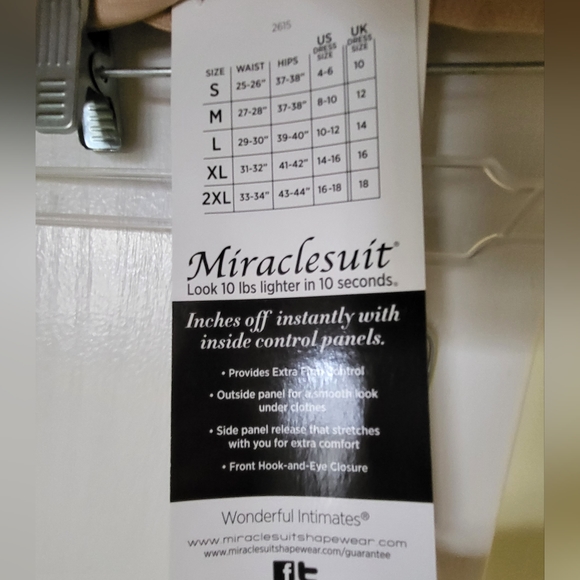 2615
SIZE WAIST HIPS US DRESS SIZE UK DRESS SIZE
S 25-26" 37-38" 4-6 10
M 27-28" 37-38" 8-10 12
L 29-30" 39-40" 10-12 14
XL 31-32" 41-42" 14-16 16
2XL 33-34" 43-44" 16-18 18
Miraclesuit®
Look 10 lbs lighter in 10 seconds®
Inches off instantly with
inside control panels.
• Provides Extra Firm Control
• Outside panel for a smooth look
under clothes
• Side panel release that stretches
with you for extra comfort
• Front Hook-and-Eye Closure
Wonderful Intimates®
www.miraclesuitshapewear.com
www.miraclesuitshapewear.com/guarantee
f t